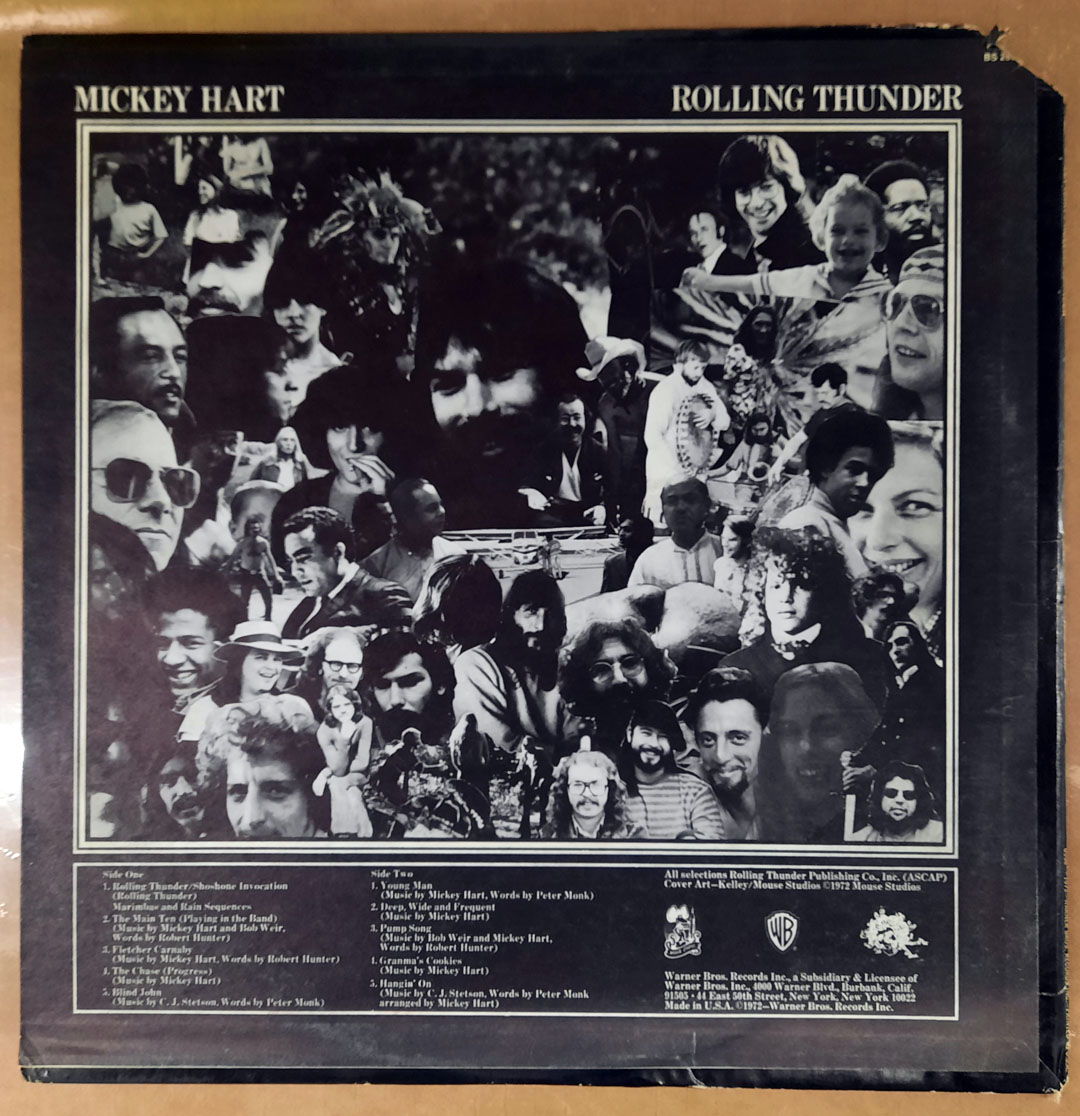 BS
MICKEY HART
ROLLING THUNDER
Side One
1. Rolling Thunder/Shoshone Invocation
(Rolling Thunder)
Marimbas and Rain Sequences
2. The Main Ten (Playing in the Band)
(Music by Mickey Hart and Bob Weir,
Words by Robert Hunter)
3. Fletcher Carnaby
(Music by Mickey Hart, Words by Robert Hunter)
4. The Chase (Progress)
(Music by Mickey Hart)
5. Blind John
(Music by C. J. Stetson, Words by Peter Monk)
Side Two
1. Young Man
(Music by Mickey Hart, Words by Peter Monk)
2. Deep, Wide and Frequent
(Music by Mickey Hart)
3. Pump Song
(Music by Bob Weir and Mickey Hart,
Words by Robert Hunter)
4. Granma's Cookies
(Music by Mickey Hart)
5. Hangin' On
(Music by C. J. Stetson, Words by Peter Monk
arranged by Mickey Hart)
All selections Rolling Thunder Publishing Co., Inc. (ASCAP)
Cover Art—Kelley/Mouse Studios ©1972 Mouse Studios
WB
Warner Bros. Records Inc., a Subsidiary & Licensee of
Warner Bros. Inc., 4000 Warner Blvd., Burbank, Calif.
91505 • 44 East 50th Street, New York, New York 10022
Made in U.S.A. ©1972—Warner Bros. Records Inc.